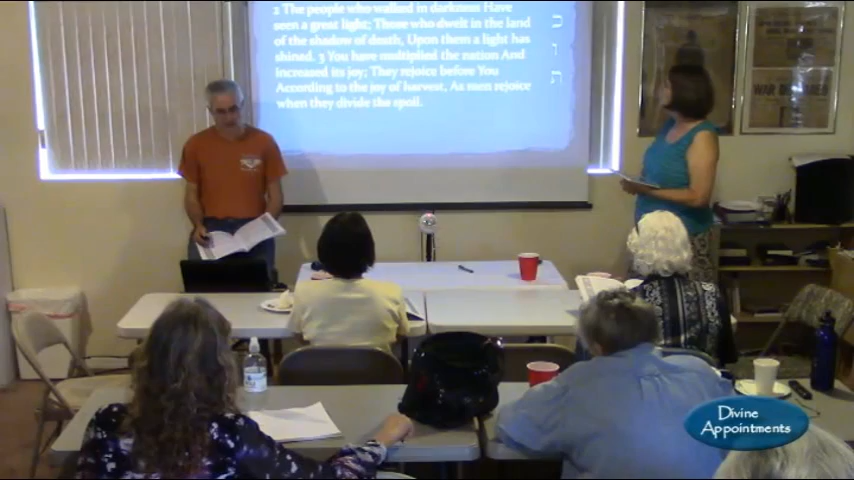 2 The people who walked in darkness Have
seen a great light; Those who dwelt in the land
of the shadow of death, Upon them a light has
shined. 3 You have multiplied the nation And
increased its joy; They rejoice before You
According to the joy of harvest, As men rejoice
when they divide the spoil.
כ
ו
ת
WAR DECLARED
Divine
Appointments